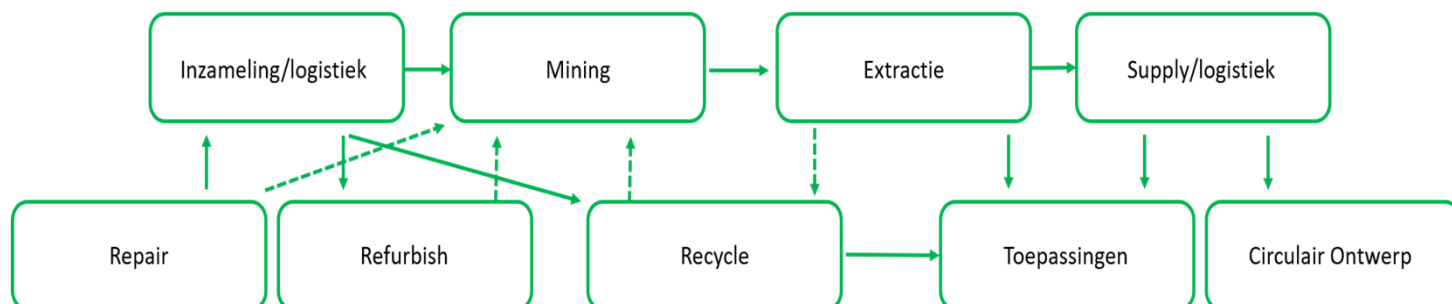 Inzameling/logistiek
Mining
Extractie
Supply/logistiek
Repair
Refurbish
Recycle
Toepassingen
Circulair Ontwerp